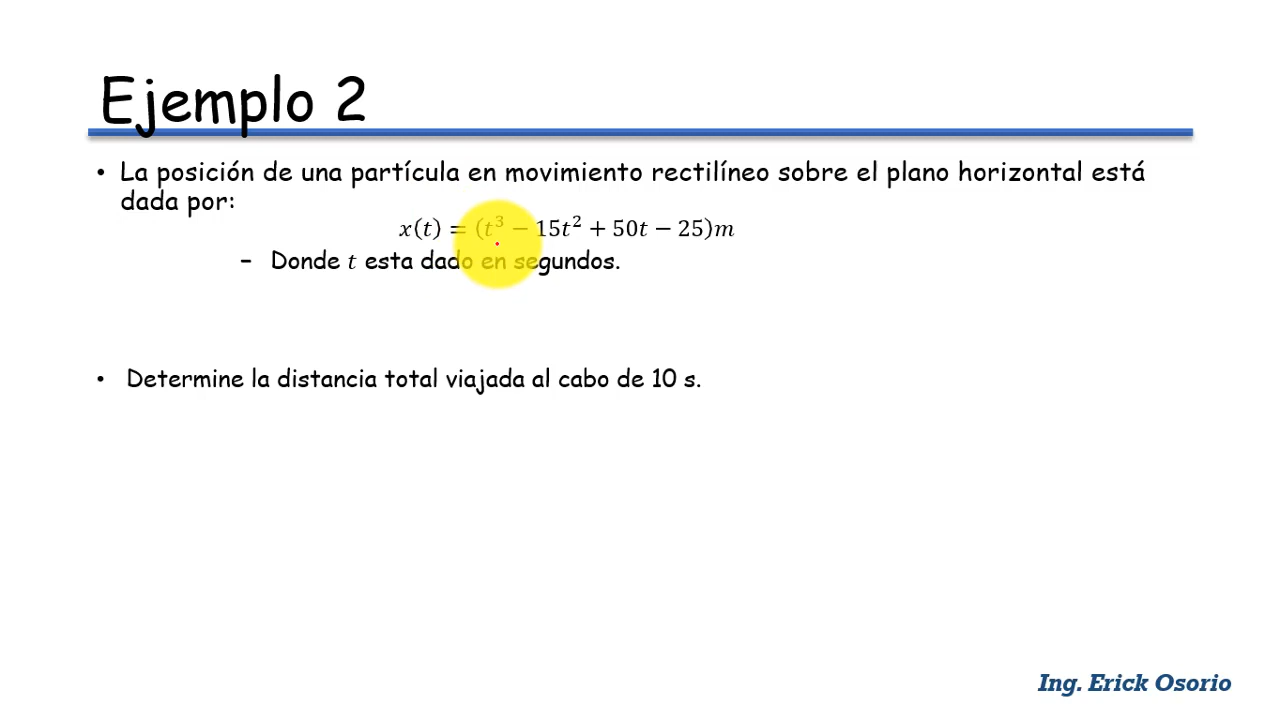 Ejemplo 2
• La posición de una partícula en movimiento rectilíneo sobre el plano horizontal está
dada por:
x(t) = (t³ − 15t² + 50t − 25)m
– Donde t esta dado en segundos.
• Determine la distancia total viajada al cabo de 10 s.
Ing. Erick Osorio